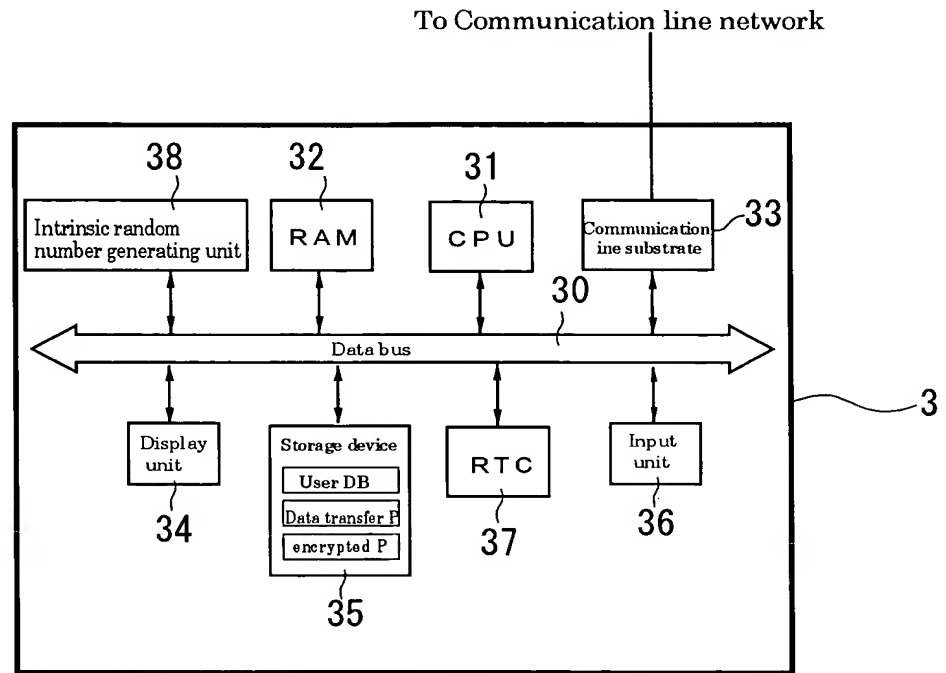 To Communication line network
38
32
31
33
Intrinsic random
number generating unit
RAM
CPU
Communication
ine substrate
30
Data bus
3
Display
unit
Storage device
User DB
Data transfer P
encrypted P
RTC
Input
unit
34
35
37
36